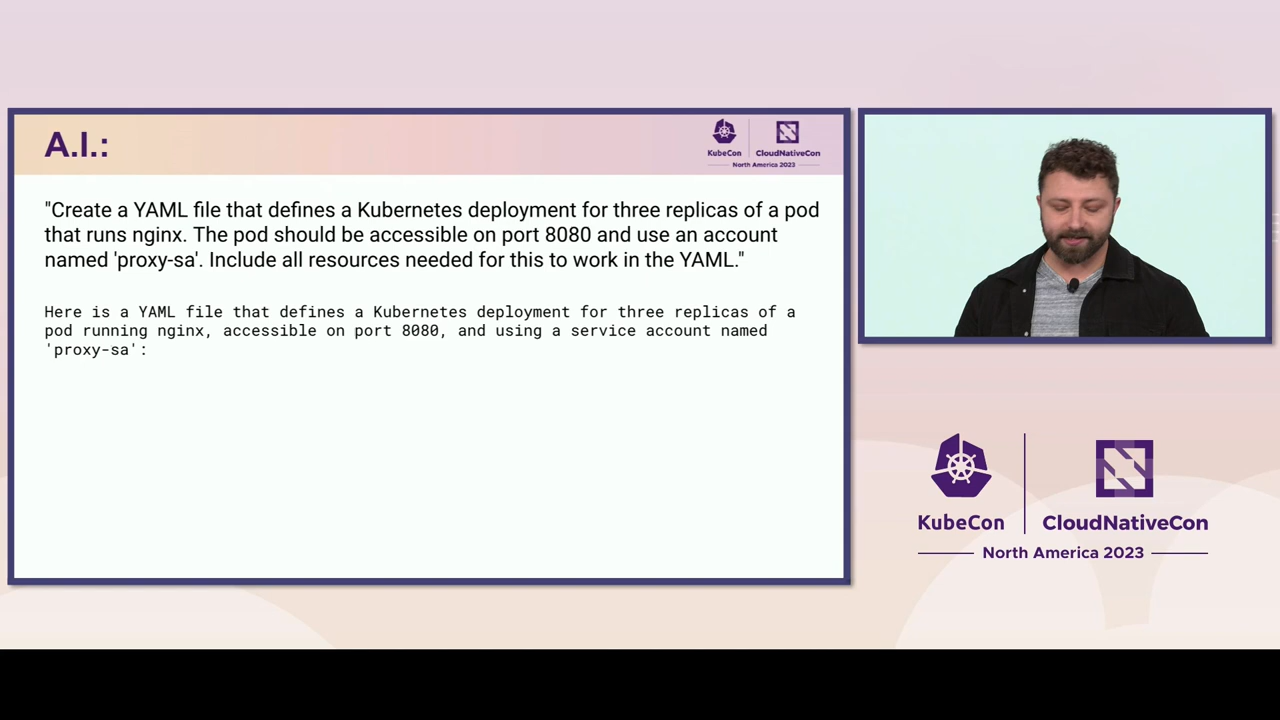 A.I.:
KubeCon
CloudNativeCon
North America 2023
"Create a YAML file that defines a Kubernetes deployment for three replicas of a pod
that runs nginx. The pod should be accessible on port 8080 and use an account
named 'proxy-sa'. Include all resources needed for this to work in the YAML."
Here is a YAML file that defines a Kubernetes deployment for three replicas of a
pod running nginx, accessible on port 8080, and using a service account named
'proxy-sa':
KubeCon
CloudNativeCon
North America 2023